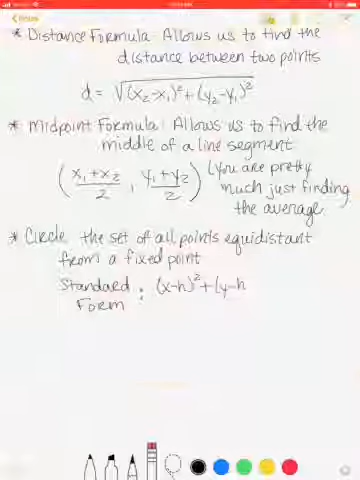 * Distance Formula: Allows us to find the
distance between two points
d = √(x₂-x₁)² + (y₂-y₁)²
* Midpoint Formula: Allows us to find the
middle of a line segment
(x₁+x₂/2 , y₁+y₂/2) (you are pretty
much just finding
the average
* Circle the set of all points equidistant
from a fixed point
Standard : (x-h)² + (y-h
Form